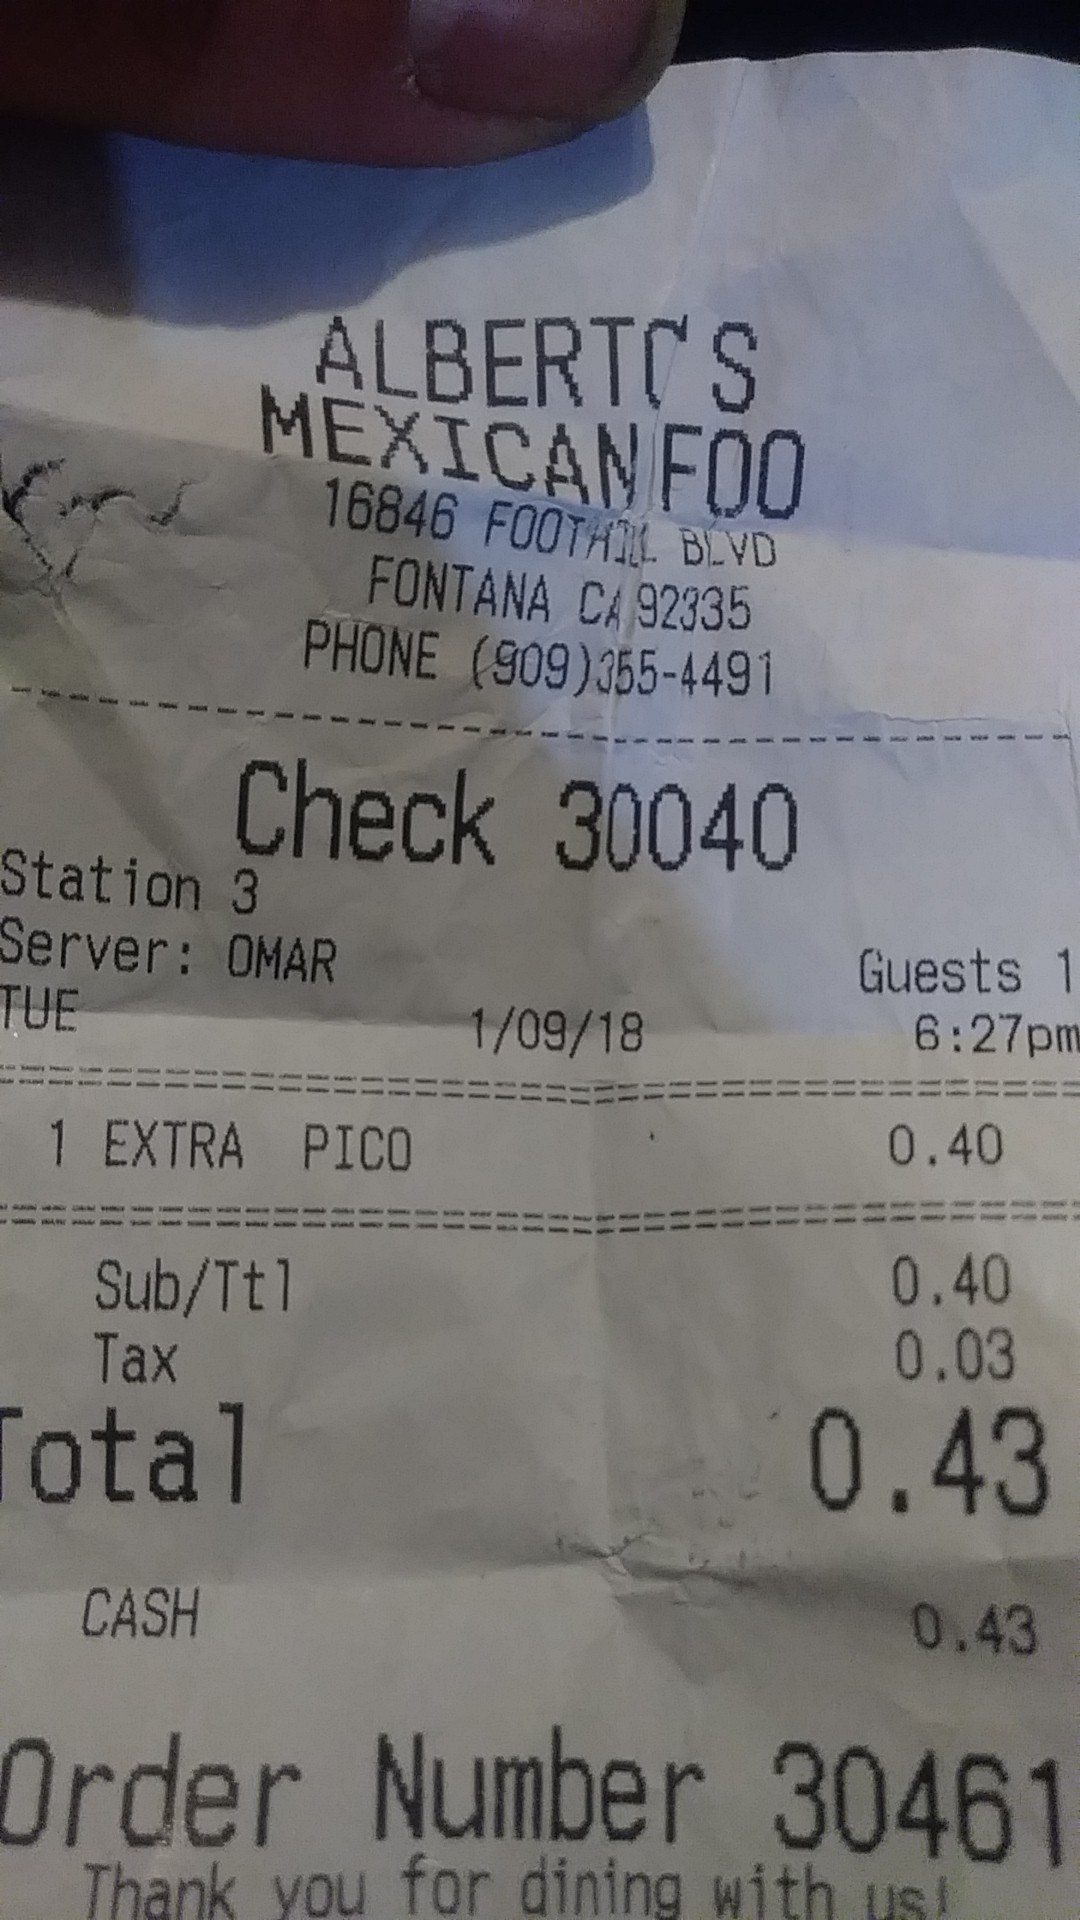 ALBERTO'S
MEXICAN FOO
16846 FOOTHILL BLVD
FONTANA CA 92335
PHONE (909)355-4491
Check 30040
Station 3
Server: OMAR Guests 1
TUE 1/09/18 6:27pm
1 EXTRA PICO 0.40
Sub/Ttl 0.40
Tax 0.03
Total 0.43
CASH 0.43
Order Number 30461
Thank you for dining with us!